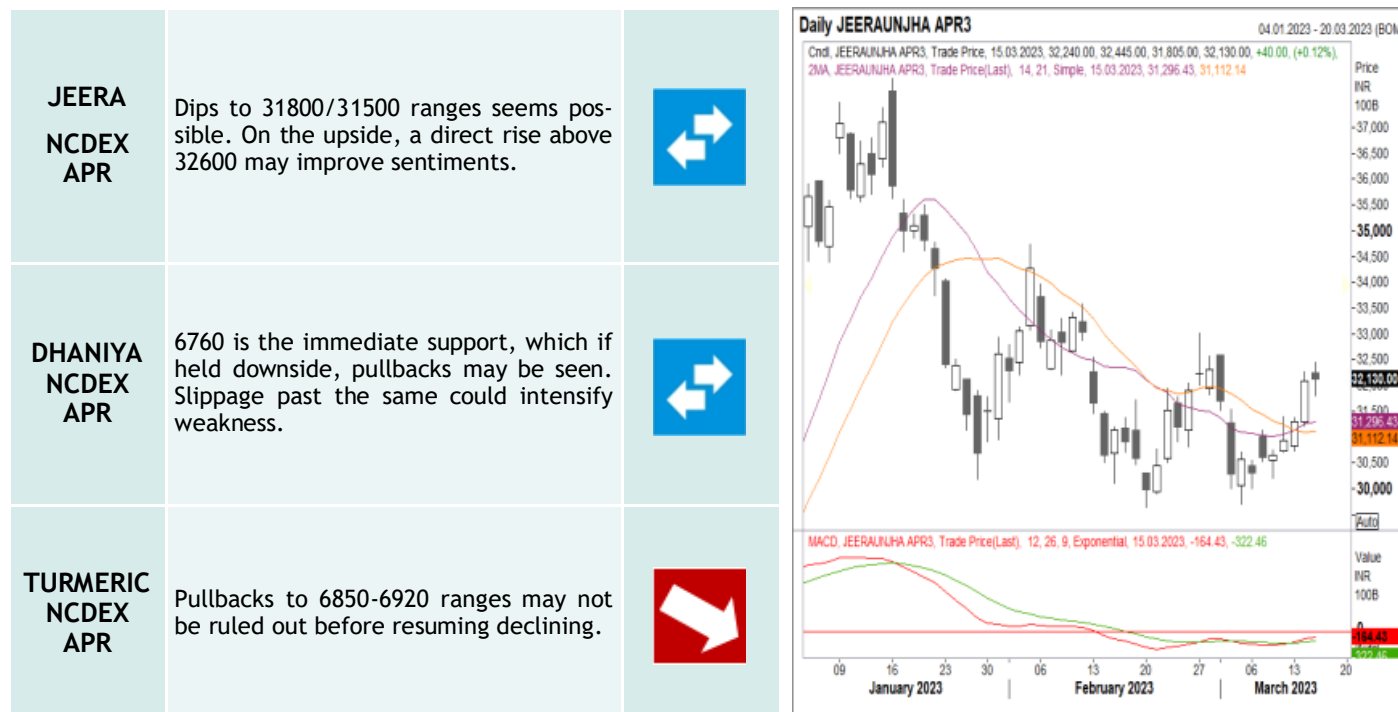 JEERA
NCDEX
APR
Dips to 31800/31500 ranges seems pos-
sible. On the upside, a direct rise above
32600 may improve sentiments.
DHANIYA
NCDEX
APR
6760 is the immediate support, which if
held downside, pullbacks may be seen.
Slippage past the same could intensify
weakness.
TURMERIC
NCDEX
APR
Pullbacks to 6850-6920 ranges may not
be ruled out before resuming declining.
Daily JEERAUNJHA APR3
04.01.2023 - 20.03.2023 (BOM
Cndl, JEERAUNJHA APR3, Trade Price, 15.03.2023, 32,240.00, 32,445.00, 31,805.00, 32,130.00, +40.00, (+0.12%),
2MA, JEERAUNJHA APR3, Trade Price(Last), 14, 21, Simple, 15.03.2023, 31,296.43, 31,112.14
Price
INR
100B
-37,000
-36,500
-36,000
-35,500
-35,000
-34,500
-34,000
-33,500
-33,000
-32,500
32,130.00
31,500
31,296.43
31,112.14
-30,500
-30,000
Auto
MACD, JEERAUNJHA APR3, Trade Price(Last), 12, 26, 9, Exponential, 15.03.2023, -164.43, -322.46
Value
INR
100B
-164.43
-322.46
09 16 23 30 06 13 20 27 06 13 20
January 2023 February 2023 March 2023